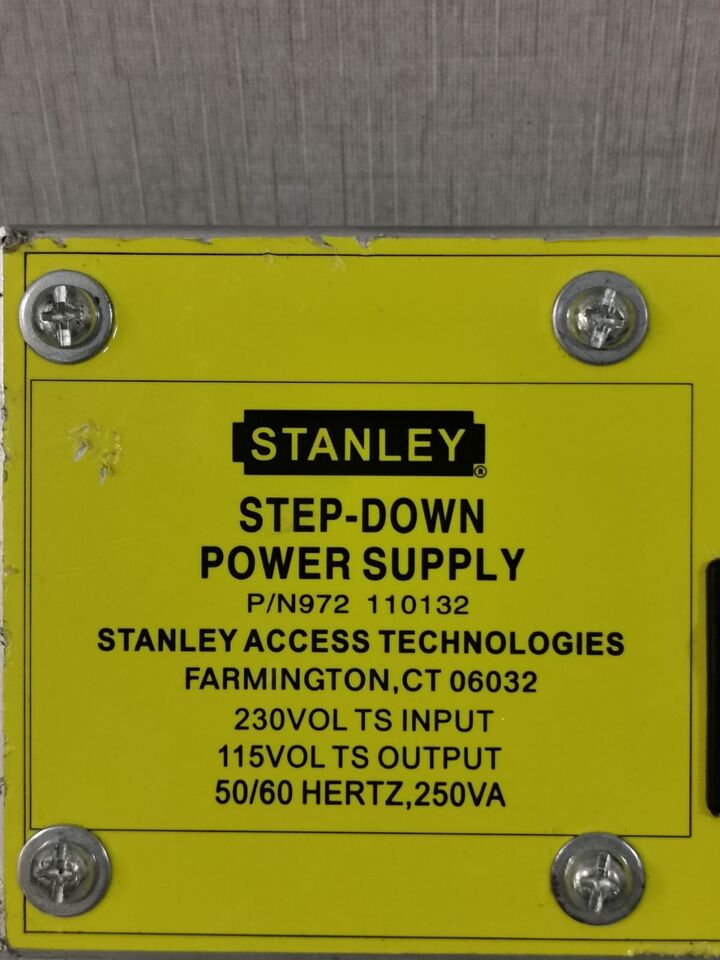 STANLEY®
STEP-DOWN
POWER SUPPLY
P/N972 110132
STANLEY ACCESS TECHNOLOGIES
FARMINGTON,CT 06032
230VOL TS INPUT
115VOL TS OUTPUT
50/60 HERTZ,250VA